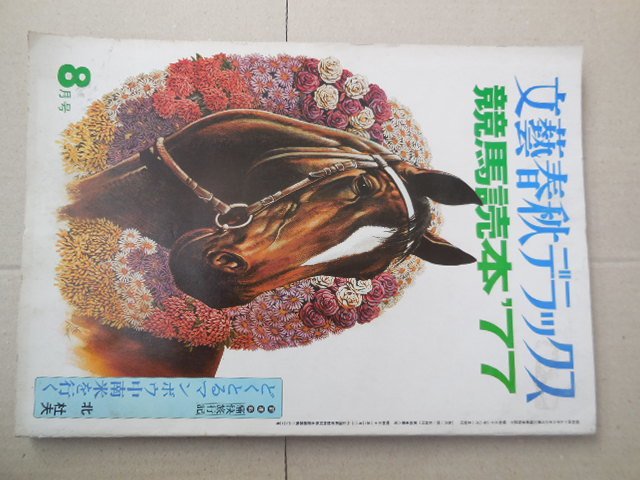 文藝春秋デラックス
競馬読本'77
8
月号
どくとるマンボウ中南米を行く
北 杜夫